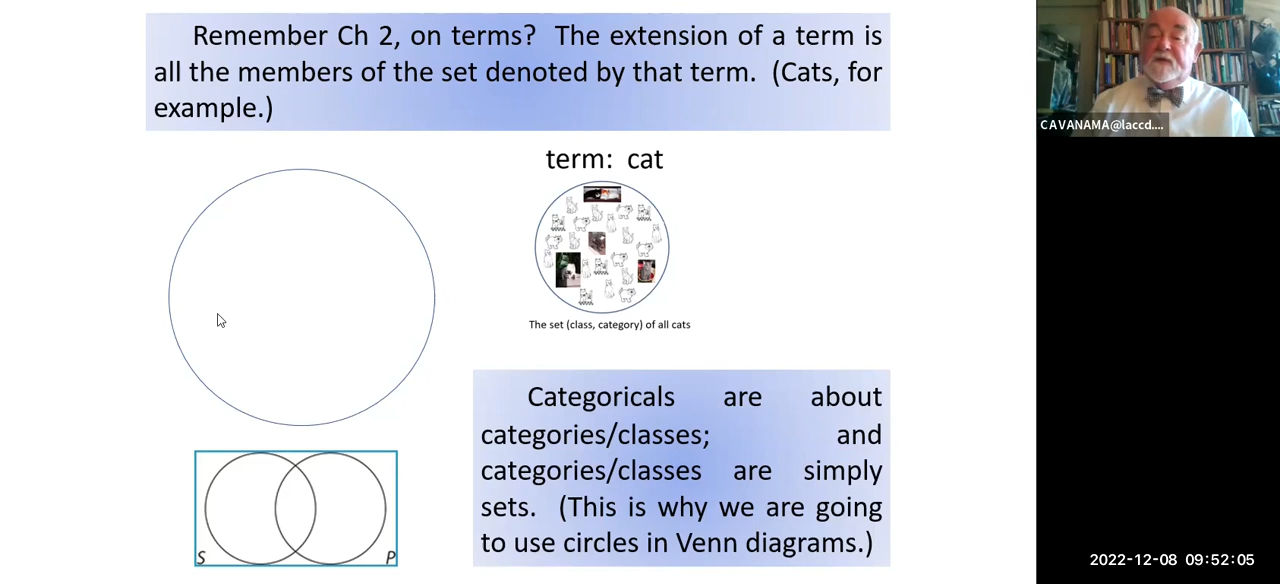 Remember Ch 2, on terms? The extension of a term is
all the members of the set denoted by that term. (Cats, for
example.)
CAVANAMA@laccd....
term: cat
The set (class, category) of all cats
Categoricals are about
categories/classes; and
categories/classes are simply
sets. (This is why we are going
to use circles in Venn diagrams.)
S P
2022-12-08 09:52:05